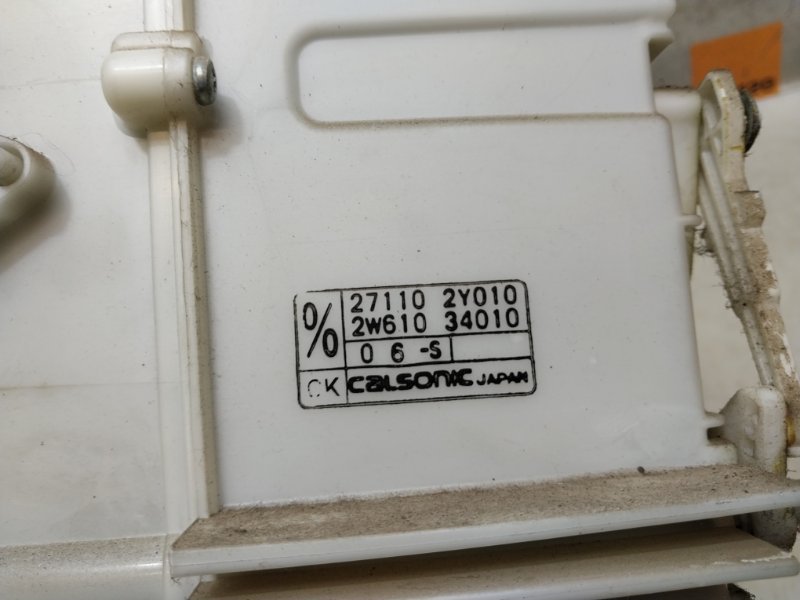 %
27110 2Y010
2W610 34010
0 6 -S
CK calsonic JAPAN